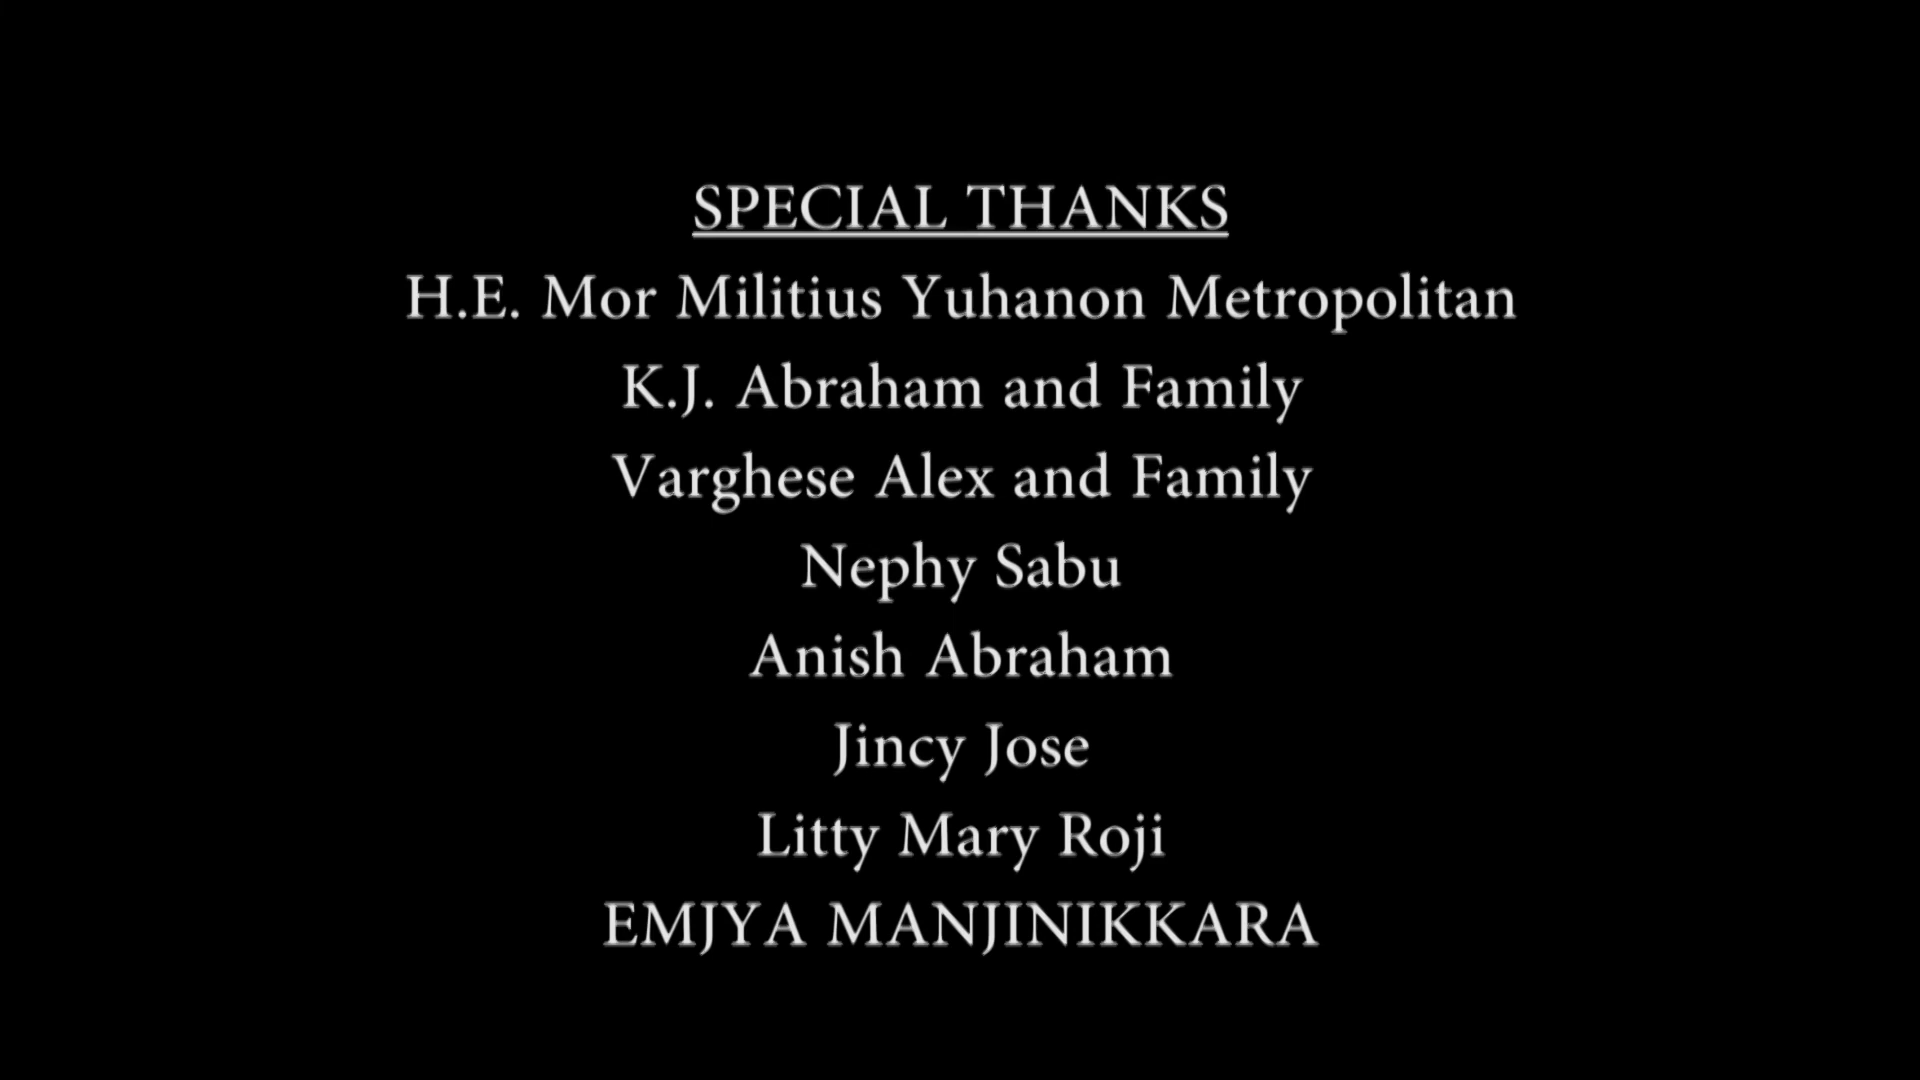 SPECIAL THANKS
H.E. Mor Militius Yuhanon Metropolitan
K.J. Abraham and Family
Varghese Alex and Family
Nephy Sabu
Anish Abraham
Jincy Jose
Litty Mary Roji
EMJYA MANJINIKKARA